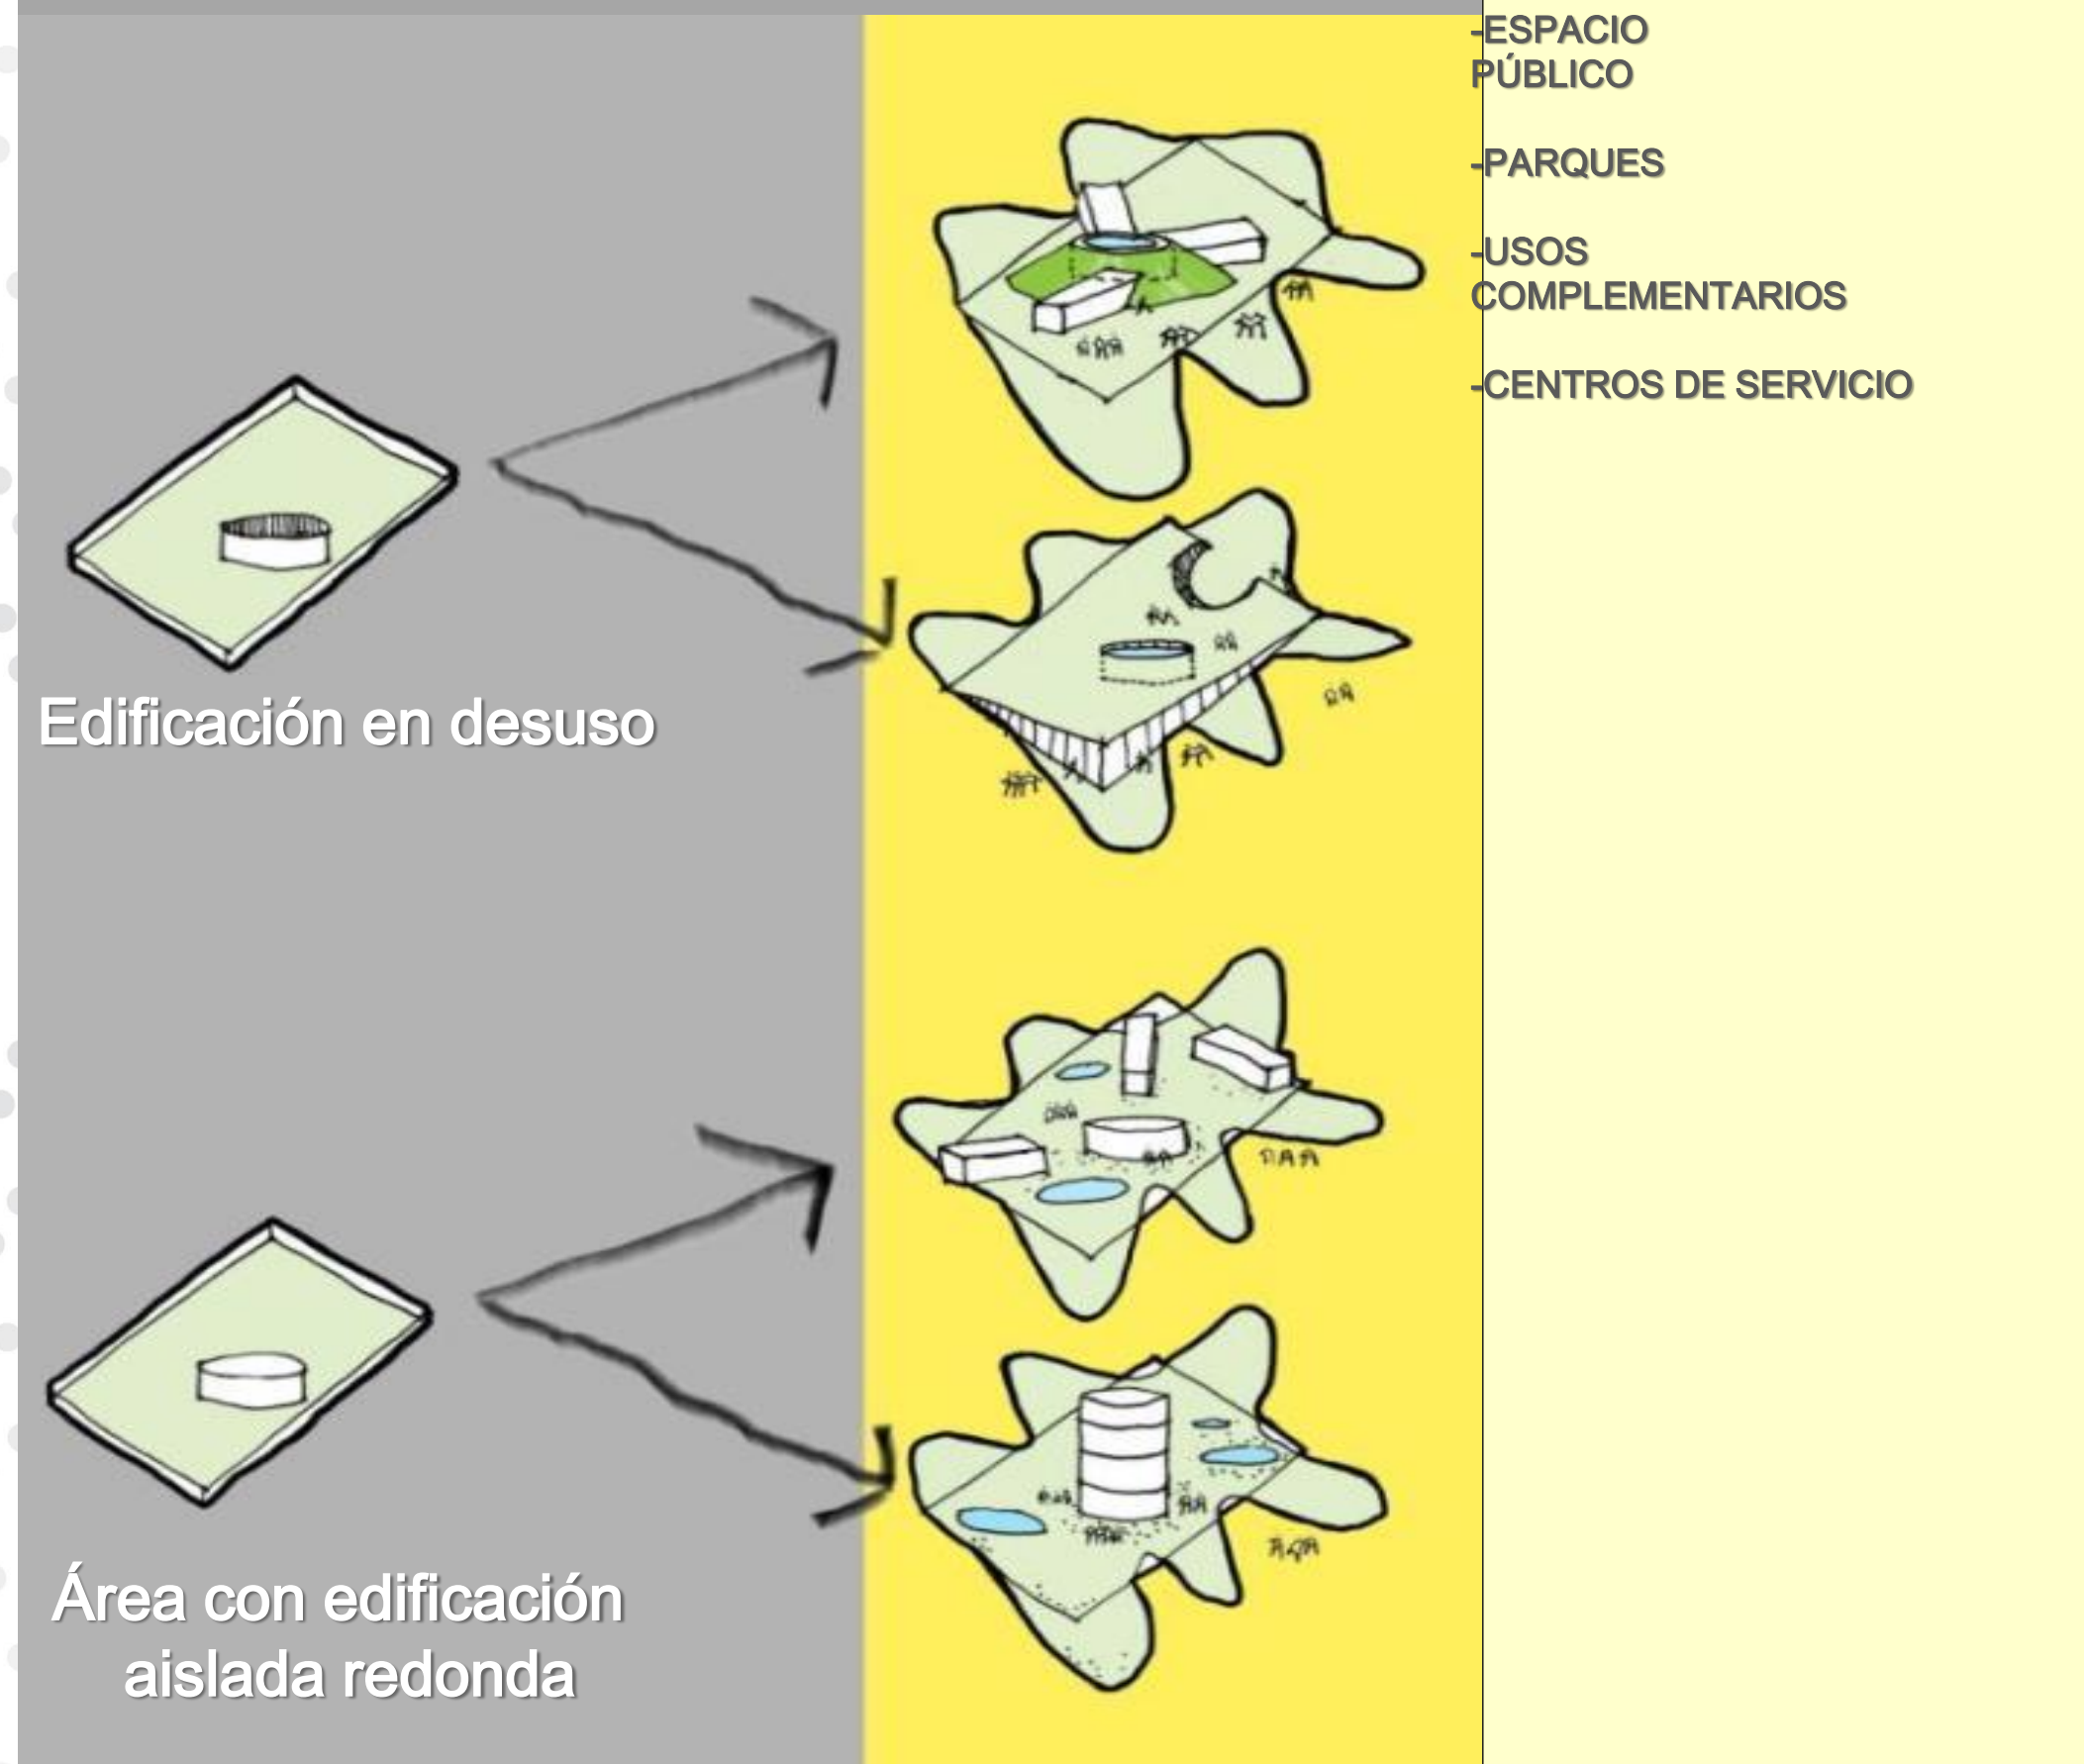 -ESPACIO
PÚBLICO
-PARQUES
-USOS
COMPLEMENTARIOS
-CENTROS DE SERVICIO
Edificación en desuso
Área con edificación
aislada redonda